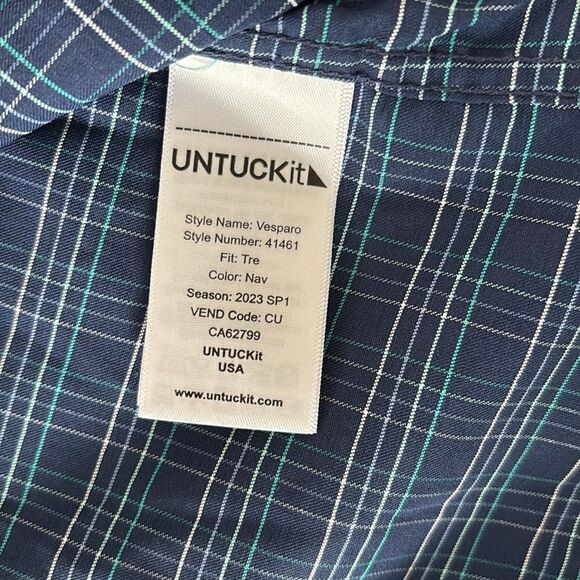 UNTUCKit
Style Name: Vesparo
Style Number: 41461
Fit: Tre
Color: Nav
Season: 2023 SP1
VEND Code: CU
CA62799
UNTUCKit
USA
www.untuckit.com